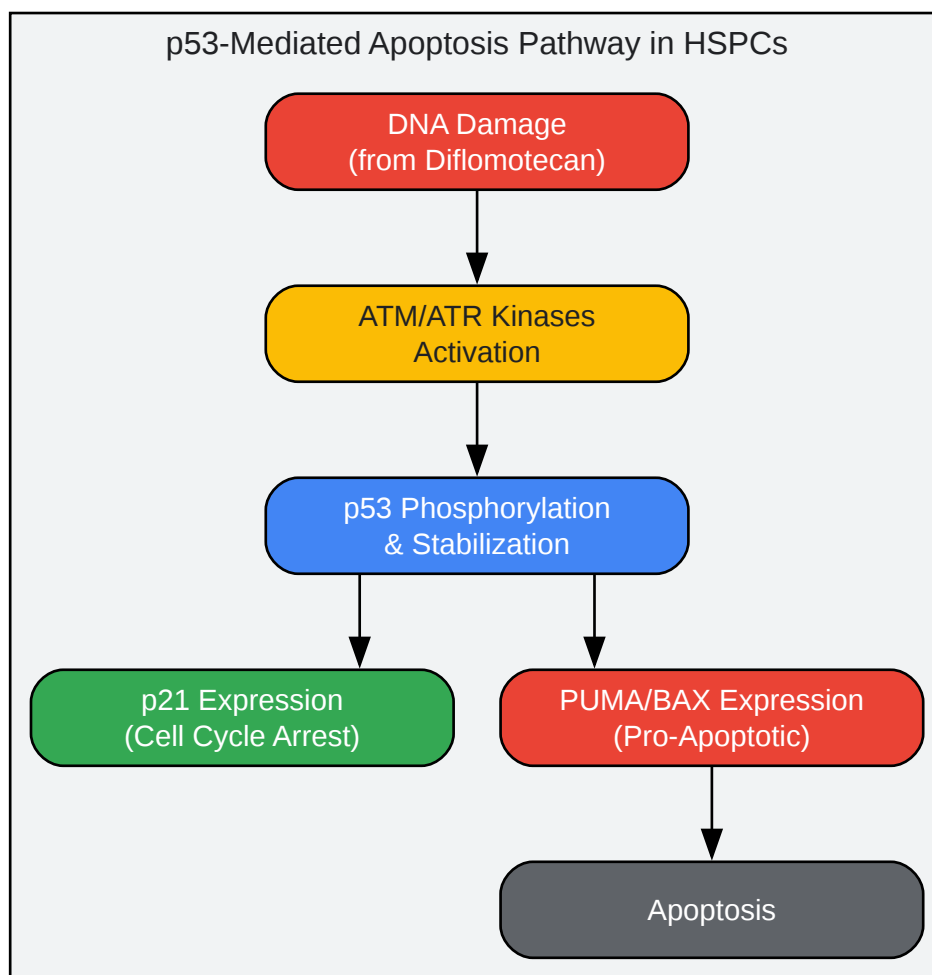 p53-Mediated Apoptosis Pathway in HSPCs
DNA Damage
(from Diflomotecan)
ATM/ATR Kinases
Activation
p53 Phosphorylation
& Stabilization
p21 Expression
(Cell Cycle Arrest)
PUMA/BAX Expression
(Pro-Apoptotic)
Apoptosis